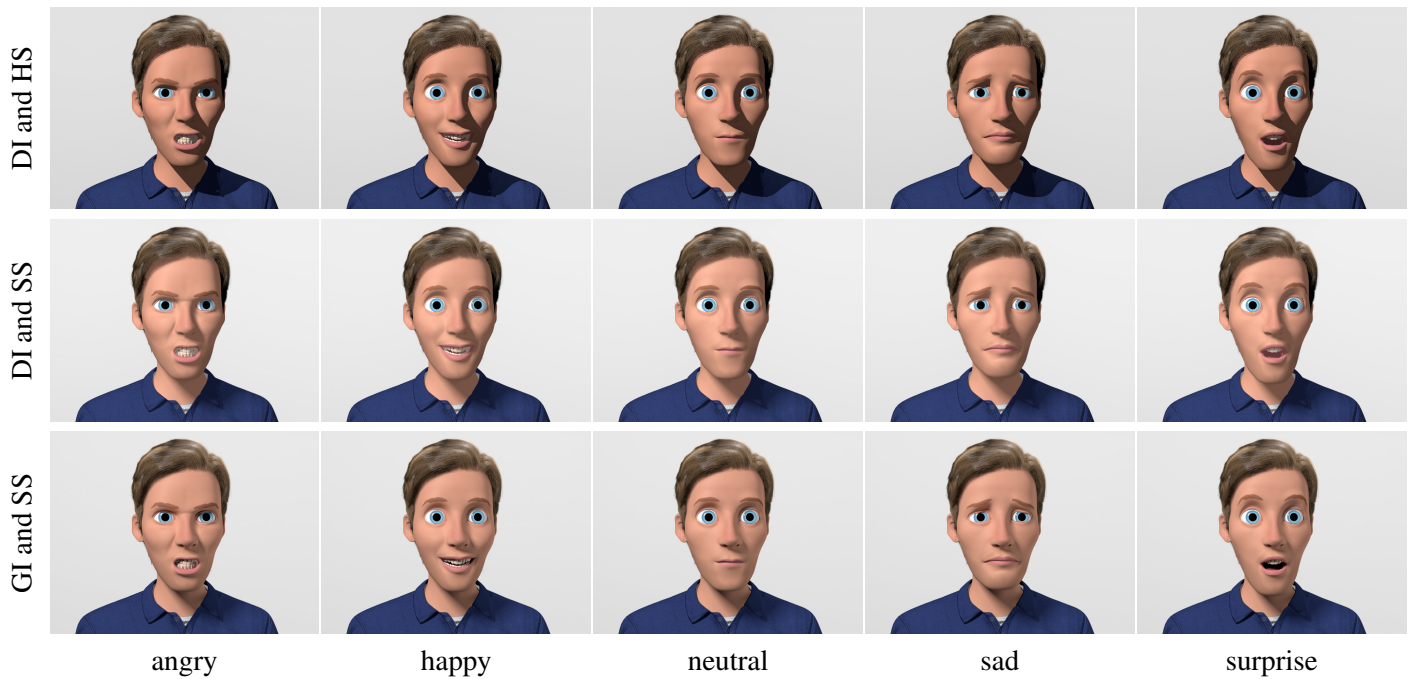 DI and HS
DI and SS
GI and SS
angry
happy
neutral
sad
surprise